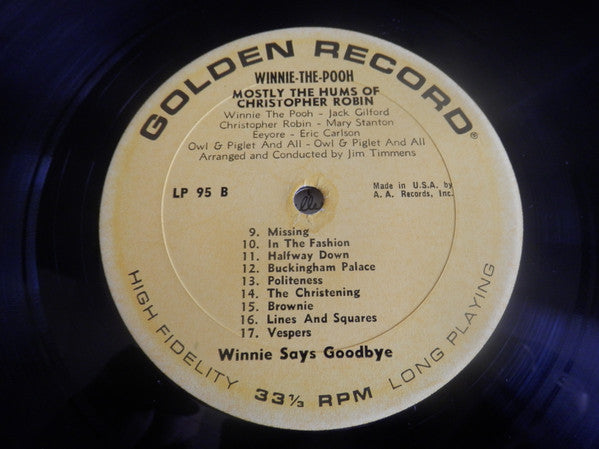 GOLDEN RECORD®
WINNIE-THE-POOH
MOSTLY THE HUMS OF
CHRISTOPHER ROBIN
Winnie The Pooh - Jack Gilford
Christopher Robin - Mary Stanton
Eeyore - Eric Carlson
Owl & Piglet And All - Owl & Piglet And All
Arranged and Conducted by Jim Timmens
LP 95 B
Made in U.S.A. by
A. A. Records, Inc.
9. Missing
10. In The Fashion
11. Halfway Down
12. Buckingham Palace
13. Politeness
14. The Christening
15. Brownie
16. Lines And Squares
17. Vespers
Winnie Says Goodbye
HIGH FIDELITY 33⅓ RPM LONG PLAYING